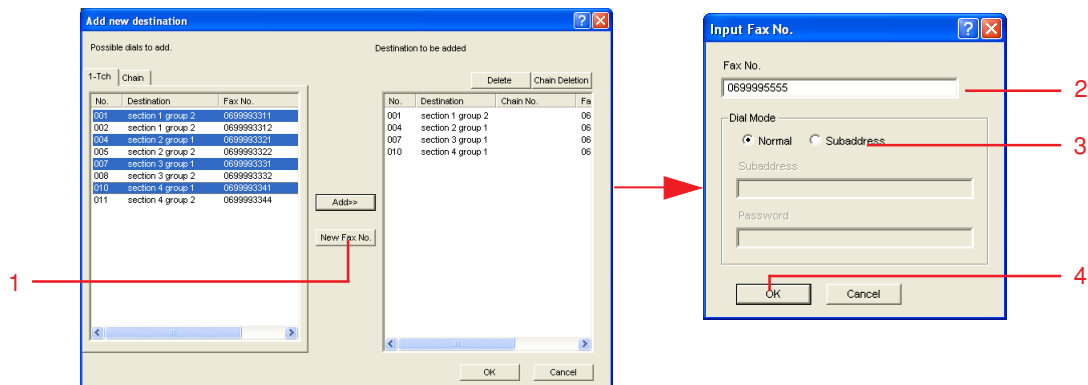 Add new destination
Possible dials to add.
Destination to be added
1-Tch Chain
Delete Chain Deletion
No. Destination Fax No.
001 section 1 group 2 0699993311
002 section 1 group 2 0699993312
004 section 2 group 1 0699993321
005 section 2 group 2 0699993322
007 section 3 group 1 0699993331
008 section 3 group 2 0699993332
010 section 4 group 1 0699993341
011 section 4 group 2 0699993344
Add>>
New Fax No.
No. Destination Chain No. Fa
001 section 1 group 2 06
004 section 2 group 1 06
007 section 3 group 1 06
010 section 4 group 1 06
OK Cancel
1
Input Fax No.
Fax No.
0699995555
2
Dial Mode
Normal Subaddress
3
Subaddress
Password
OK Cancel
4